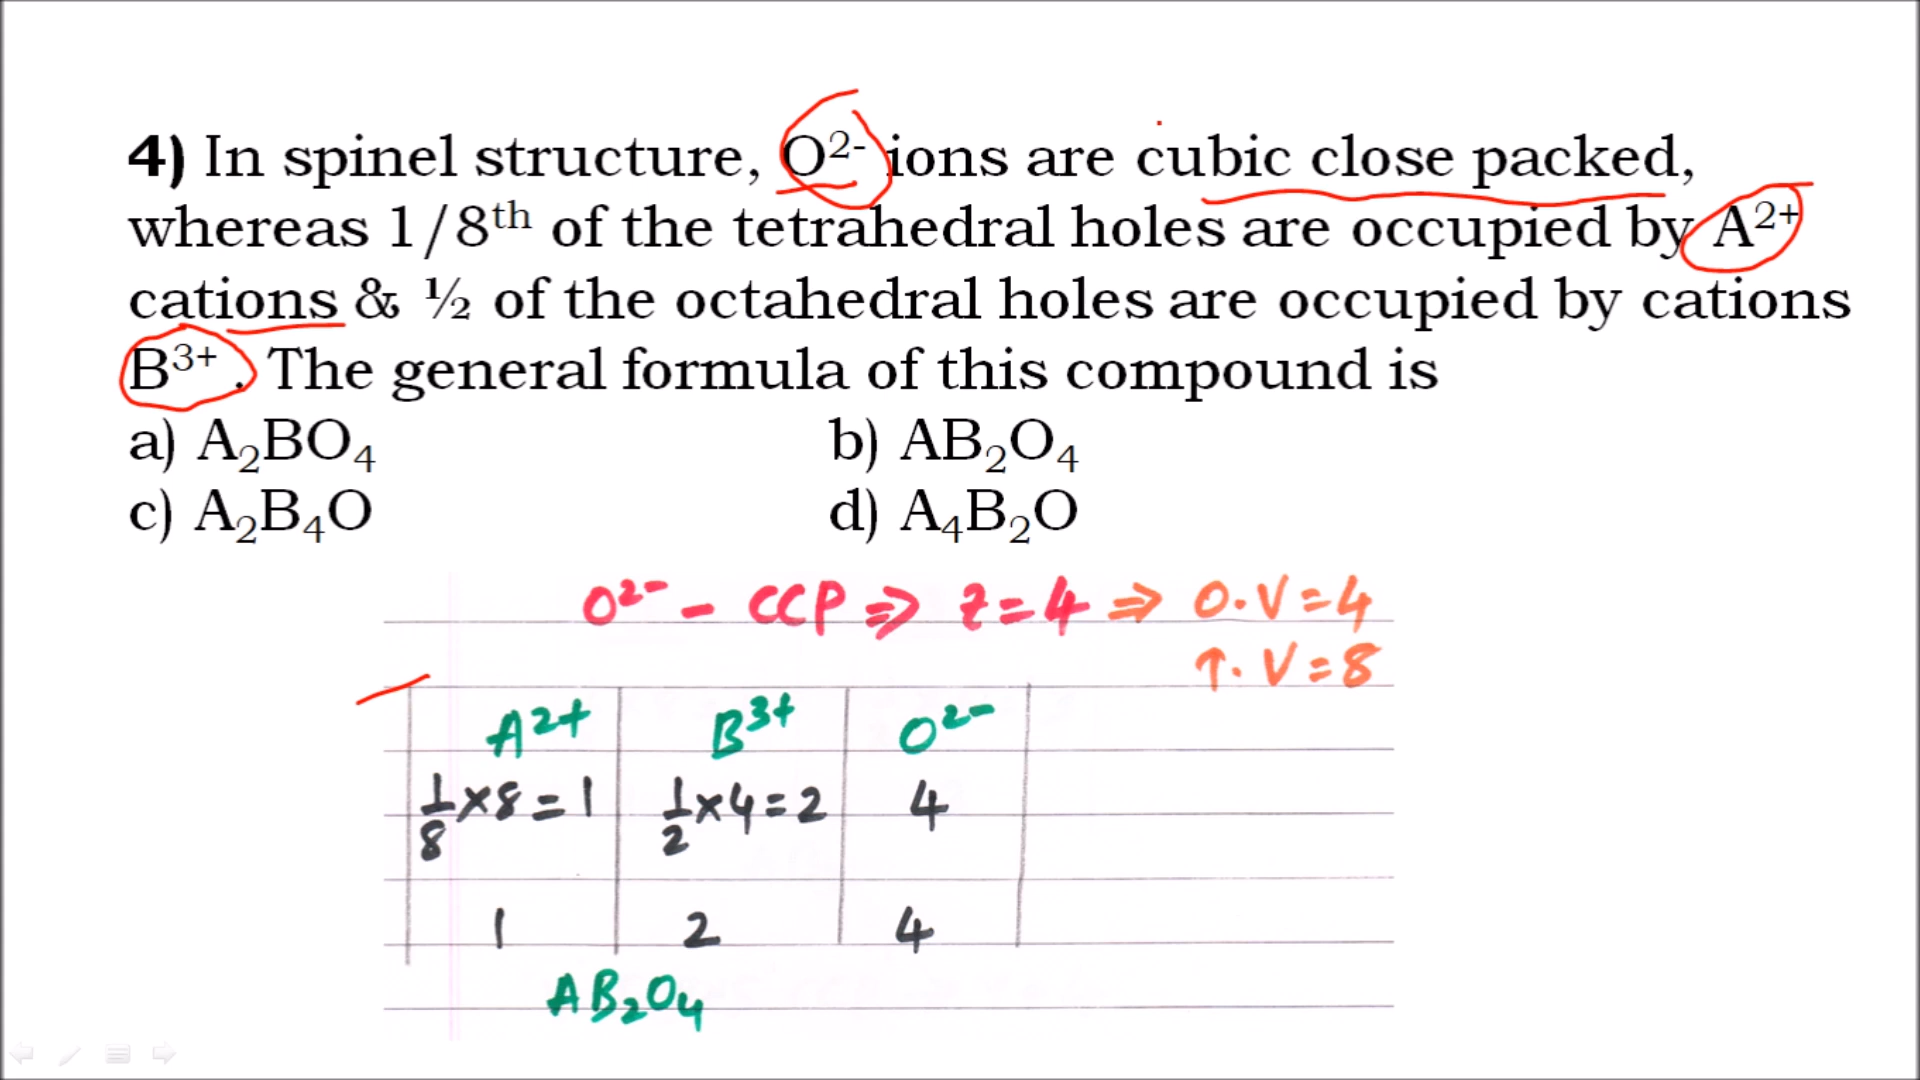 4) In spinel structure, O²⁻ ions are cubic close packed,
whereas 1/8ᵗʰ of the tetrahedral holes are occupied by A²⁺
cations & ½ of the octahedral holes are occupied by cations
B³⁺ . The general formula of this compound is
a) A₂BO₄ b) AB₂O₄
c) A₂B₄O d) A₄B₂O
O²⁻ - CCP ⇒ Z=4 ⇒ O.V=4
T.V=8
A²⁺ B³⁺ O²⁻
1/8×8=1 1/2×4=2 4
1 2 4
AB₂O₄